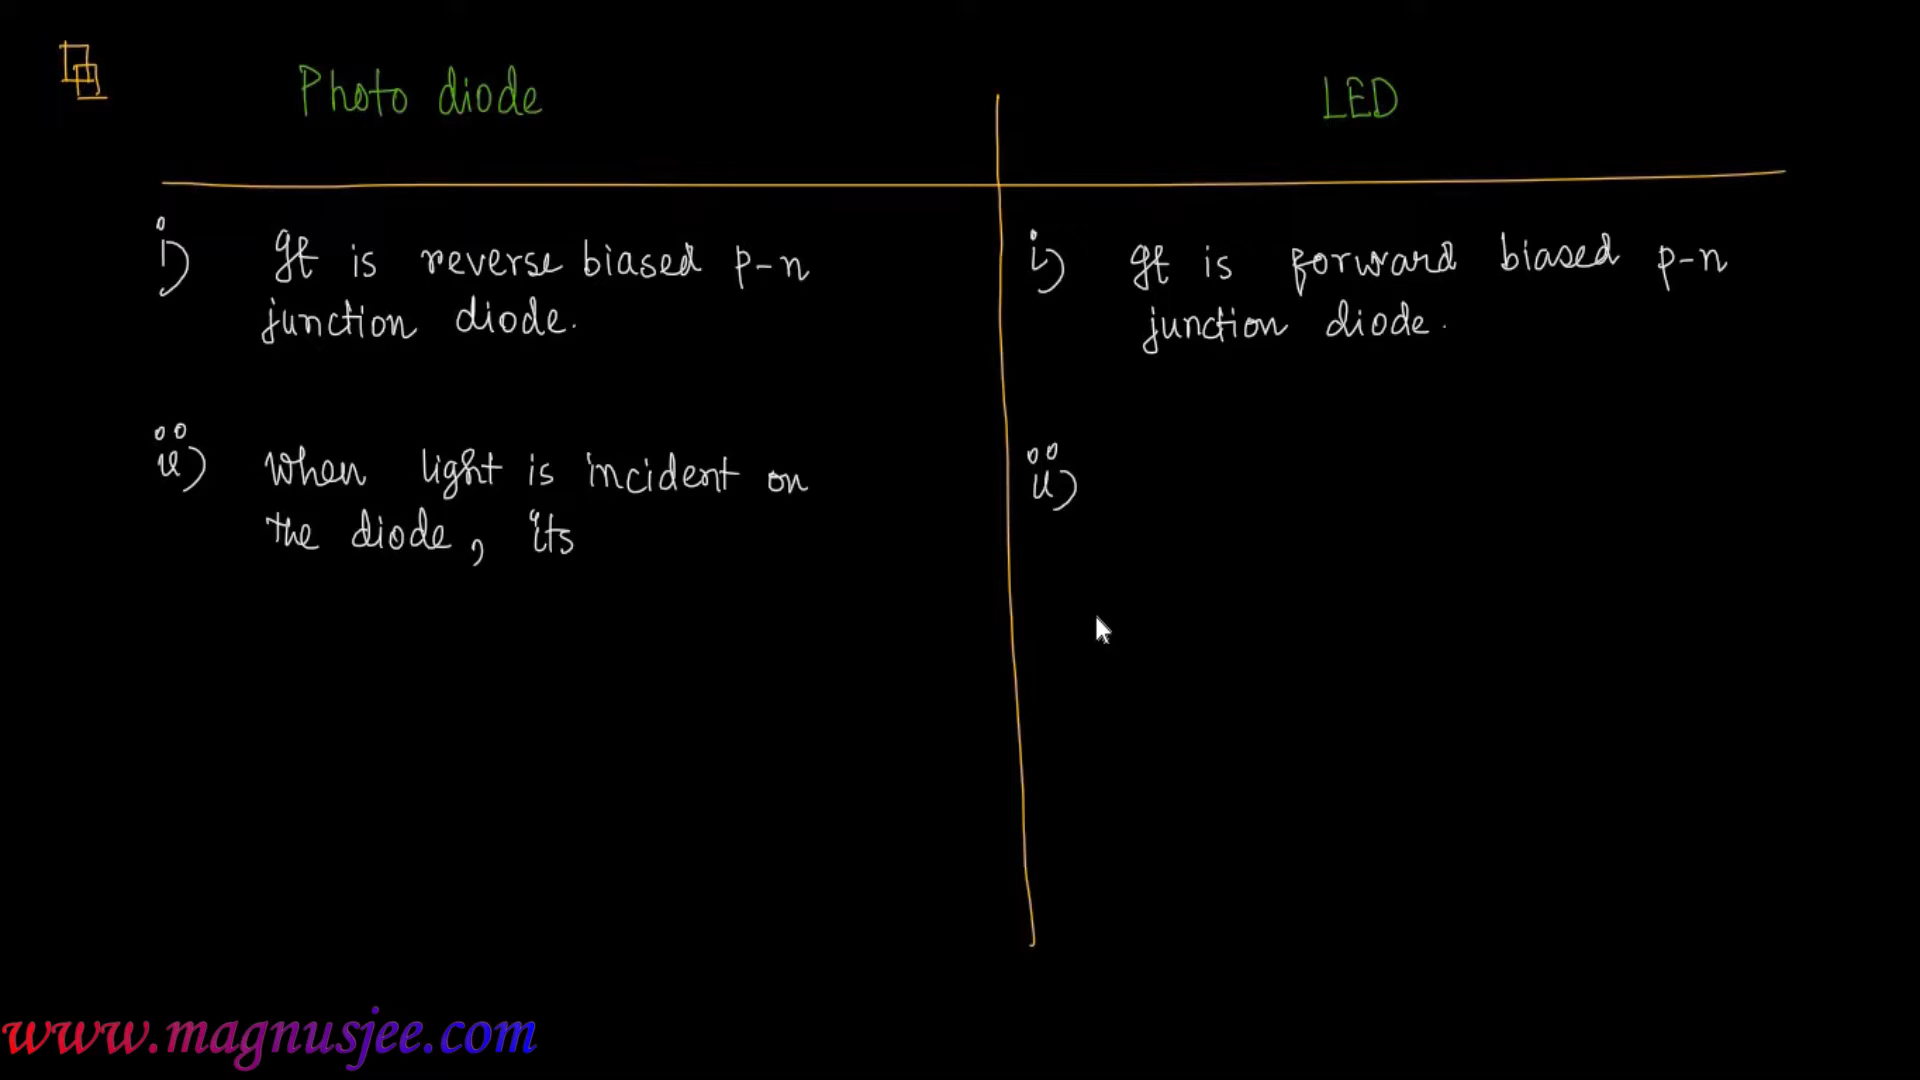 Photo diode
LED
i) It is reverse biased p-n
junction diode.
i) It is forward biased p-n
junction diode.
ii) When light is incident on
the diode, its
ii)
www.magnusjee.com